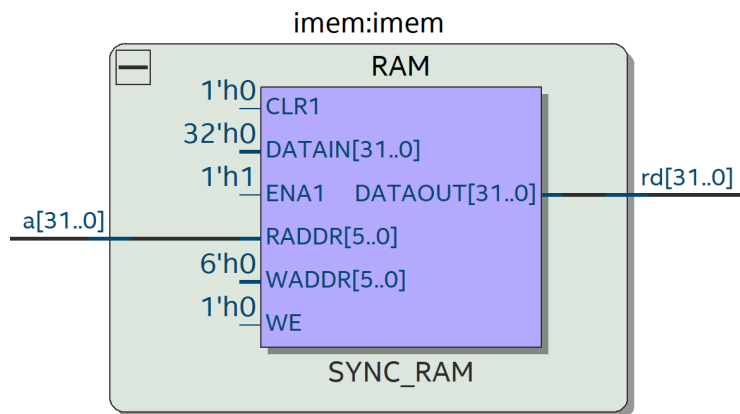 imem:imem
RAM
1'h0 CLR1
32'h0 DATAIN[31..0]
1'h1 ENA1 DATAOUT[31..0] rd[31..0]
a[31..0] RADDR[5..0]
6'h0 WADDR[5..0]
1'h0 WE
SYNC_RAM